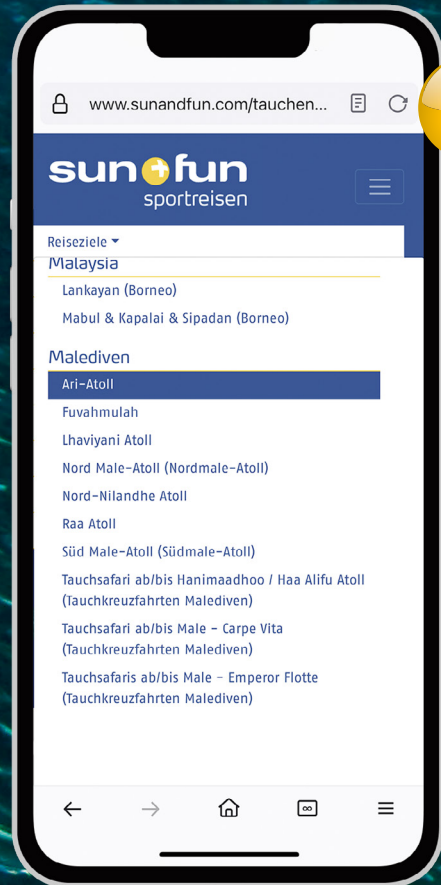 www.sunandfun.com/tauchen...
sun+fun
sportreisen
Reiseziele
Malaysia
Lankayan (Borneo)
Mabul & Kapalai & Sipadan (Borneo)
Malediven
Ari-Atoll
Fuvahmulah
Lhaviyani Atoll
Nord Male-Atoll (Nordmale-Atoll)
Nord-Nilandhe Atoll
Raa Atoll
Süd Male-Atoll (Südmale-Atoll)
Tauchsafari ab/bis Hanimaadhoo / Haa Alifu Atoll
(Tauchkreuzfahrten Malediven)
Tauchsafari ab/bis Male - Carpe Vita
(Tauchkreuzfahrten Malediven)
Tauchsafaris ab/bis Male - Emperor Flotte
(Tauchkreuzfahrten Malediven)